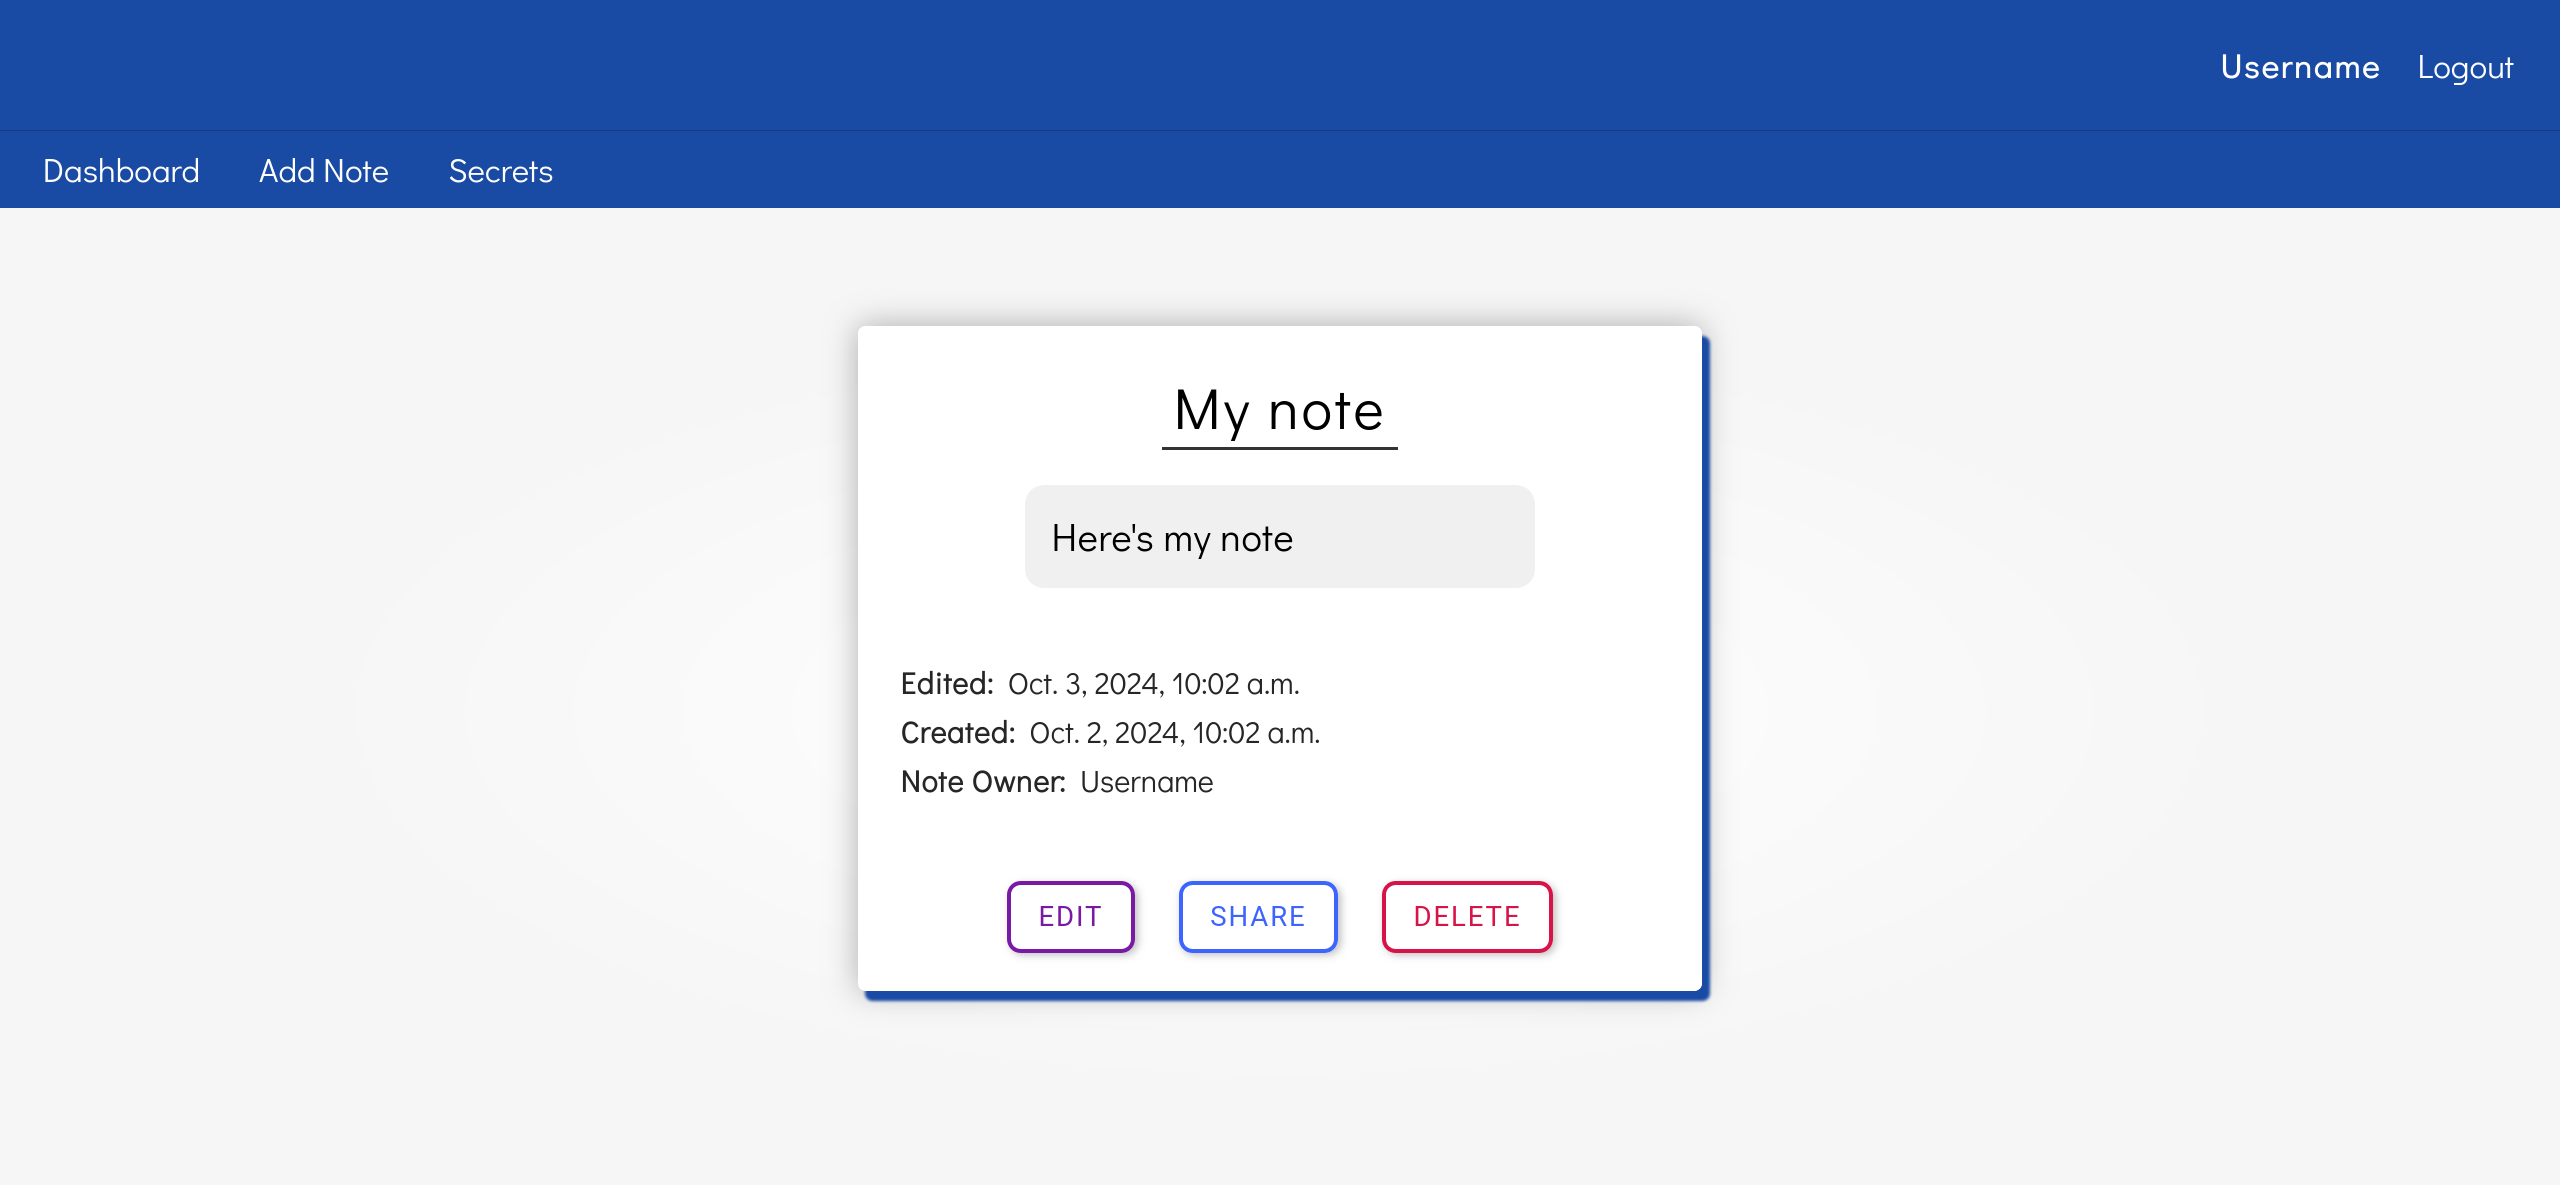 Username Logout
Dashboard Add Note Secrets
My note
Here's my note
Edited: Oct. 3, 2024, 10:02 a.m.
Created: Oct. 2, 2024, 10:02 a.m.
Note Owner: Username
EDIT SHARE DELETE